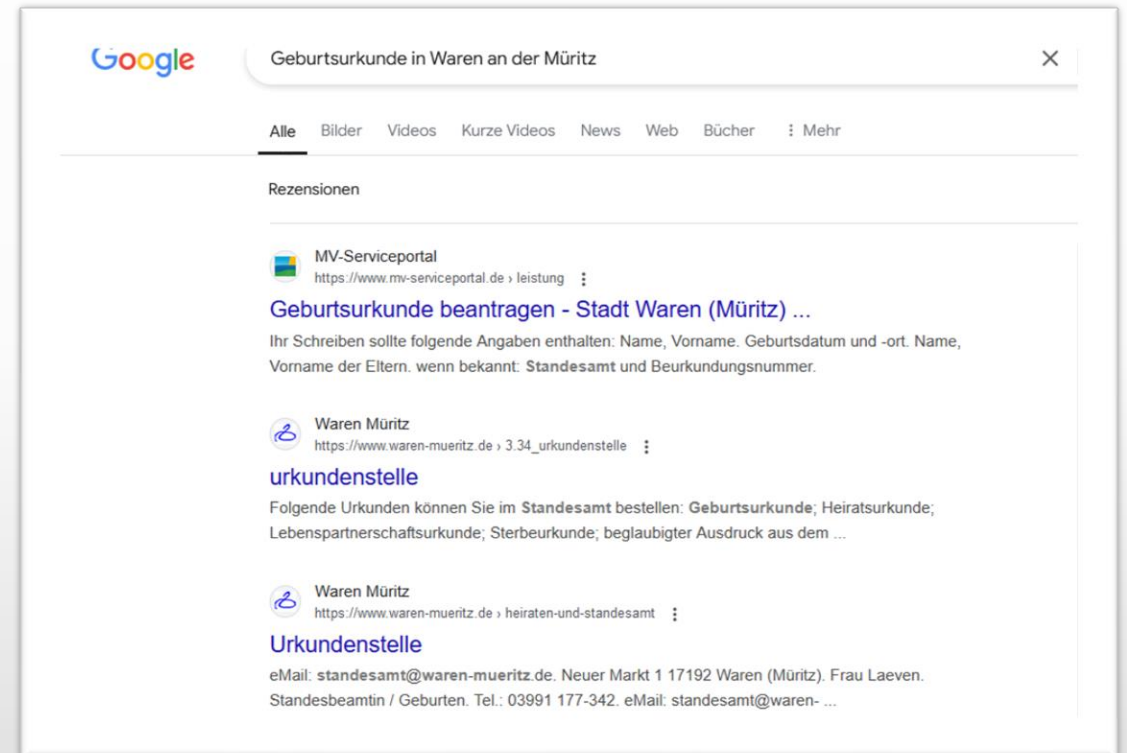 Google
Geburtsurkunde in Waren an der Müritz
Alle Bilder Videos Kurze Videos News Web Bücher Mehr
Rezensionen
MV-Serviceportal
https://www.mv-serviceportal.de › leistung
Geburtsurkunde beantragen - Stadt Waren (Müritz) ...
Ihr Schreiben sollte folgende Angaben enthalten: Name, Vorname. Geburtsdatum und -ort. Name,
Vorname der Eltern. wenn bekannt: Standesamt und Beurkundungsnummer.
Waren Müritz
https://www.waren-mueritz.de › 3.34_urkundenstelle
urkundenstelle
Folgende Urkunden können Sie im Standesamt bestellen: Geburtsurkunde; Heiratsurkunde;
Lebenspartnerschaftsurkunde; Sterbeurkunde; beglaubigter Ausdruck aus dem ...
Waren Müritz
https://www.waren-mueritz.de › heiraten-und-standesamt
Urkundenstelle
eMail: standesamt@waren-mueritz.de. Neuer Markt 1 17192 Waren (Müritz). Frau Laeven.
Standesbeamtin / Geburten. Tel.: 03991 177-342. eMail: standesamt@waren- ...